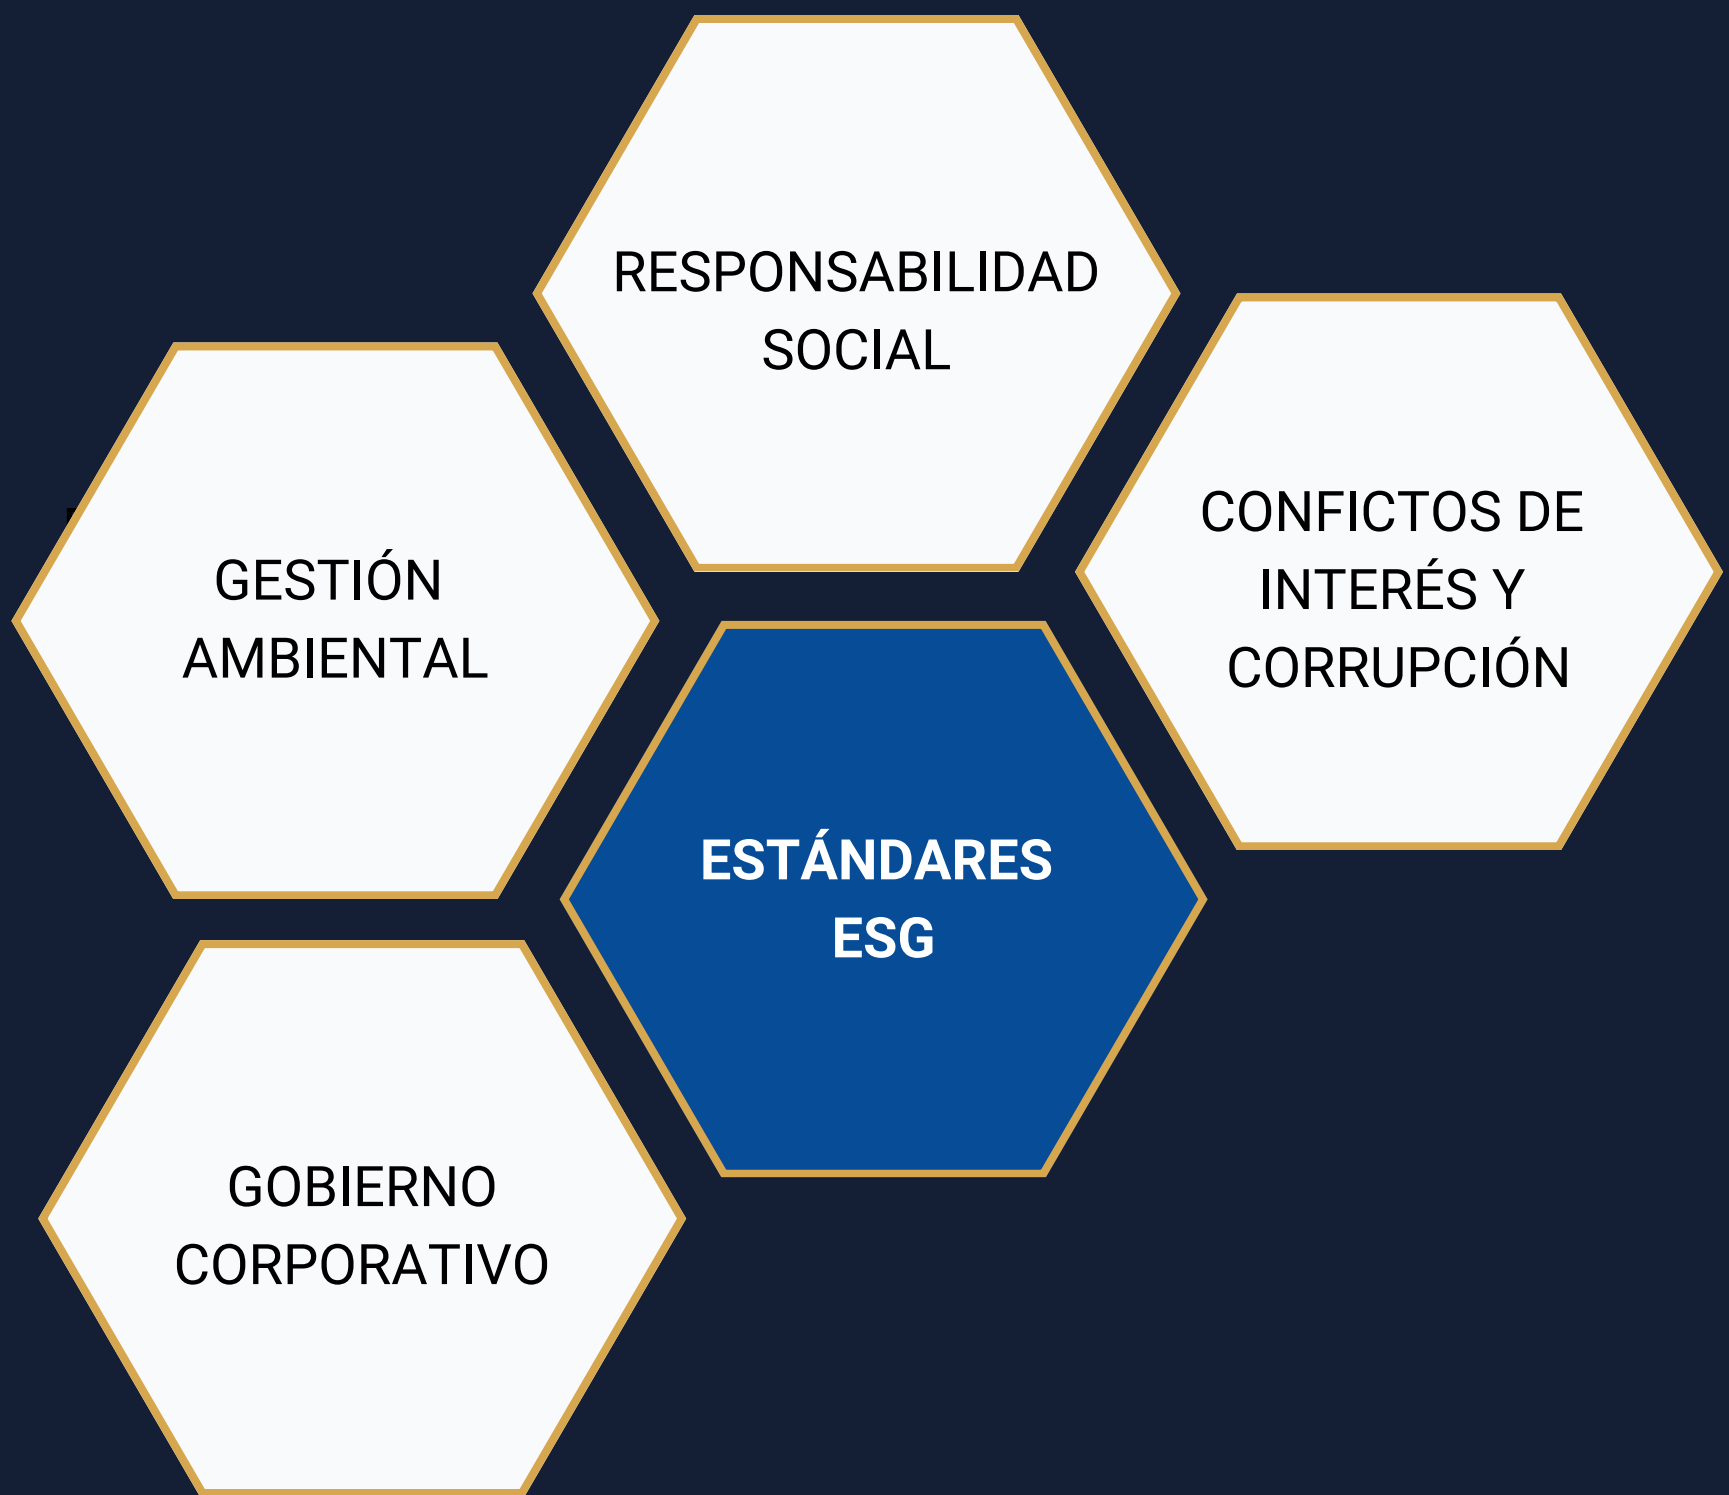 RESPONSABILIDAD
SOCIAL
CONFICTOS DE
INTERÉS Y
CORRUPCIÓN
GESTIÓN
AMBIENTAL
ESTÁNDARES
ESG
GOBIERNO
CORPORATIVO